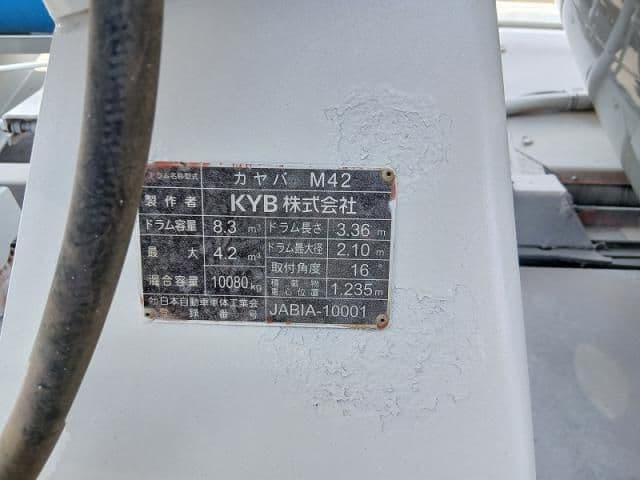 ドラム名称型式 カヤバ M42
製作者 KYB株式会社
ドラム容量 8.3 m³ ドラム長さ 3.36 m
最大 4.2 m³ ドラム最大径 2.10 m
混合容量 10080kg 取付角度 16°
積載物重心位置 1.235m
㈳日本自動車車体工業会 JABIA-10001
登録番号